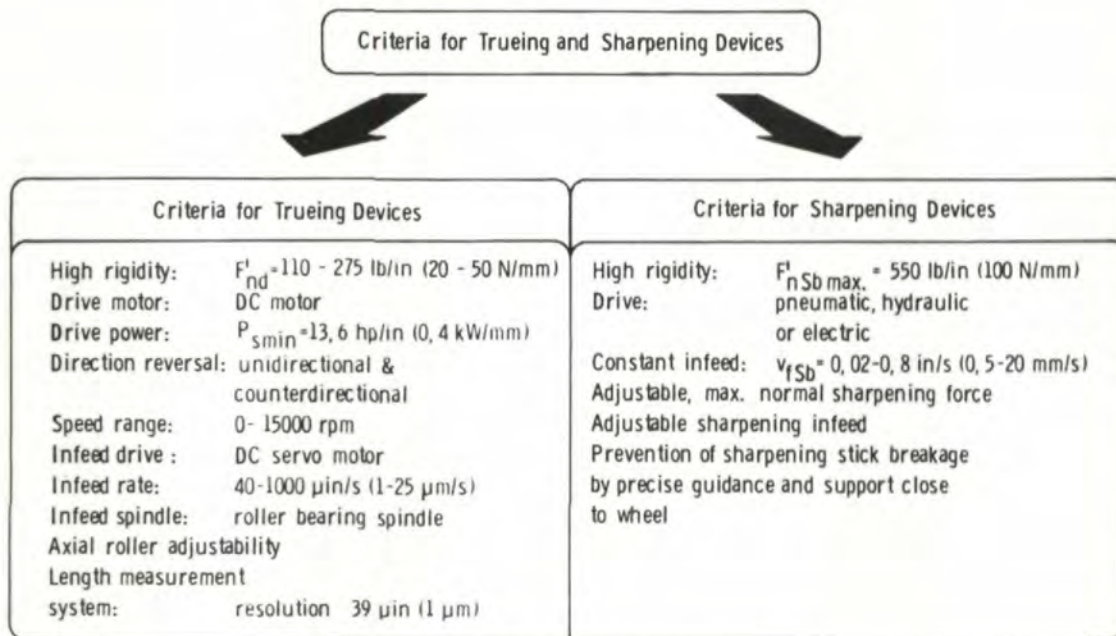 Criteria for Trueing and Sharpening Devices
Criteria for Trueing Devices
High rigidity: F'nd=110 - 275 lb/in (20 - 50 N/mm)
Drive motor: DC motor
Drive power: Psmin=13, 6 hp/in (0, 4 kW/mm)
Direction reversal: unidirectional &
counterdirectional
Speed range: 0- 15000 rpm
Infeed drive : DC servo motor
Infeed rate: 40-1000 µin/s (1-25 µm/s)
Infeed spindle: roller bearing spindle
Axial roller adjustability
Length measurement
system: resolution 39 µin (1 µm)
Criteria for Sharpening Devices
High rigidity: F'nSb max. = 550 lb/in (100 N/mm)
Drive: pneumatic, hydraulic
or electric
Constant infeed: vfSb= 0, 02-0, 8 in/s (0, 5-20 mm/s)
Adjustable, max. normal sharpening force
Adjustable sharpening infeed
Prevention of sharpening stick breakage
by precise guidance and support close
to wheel